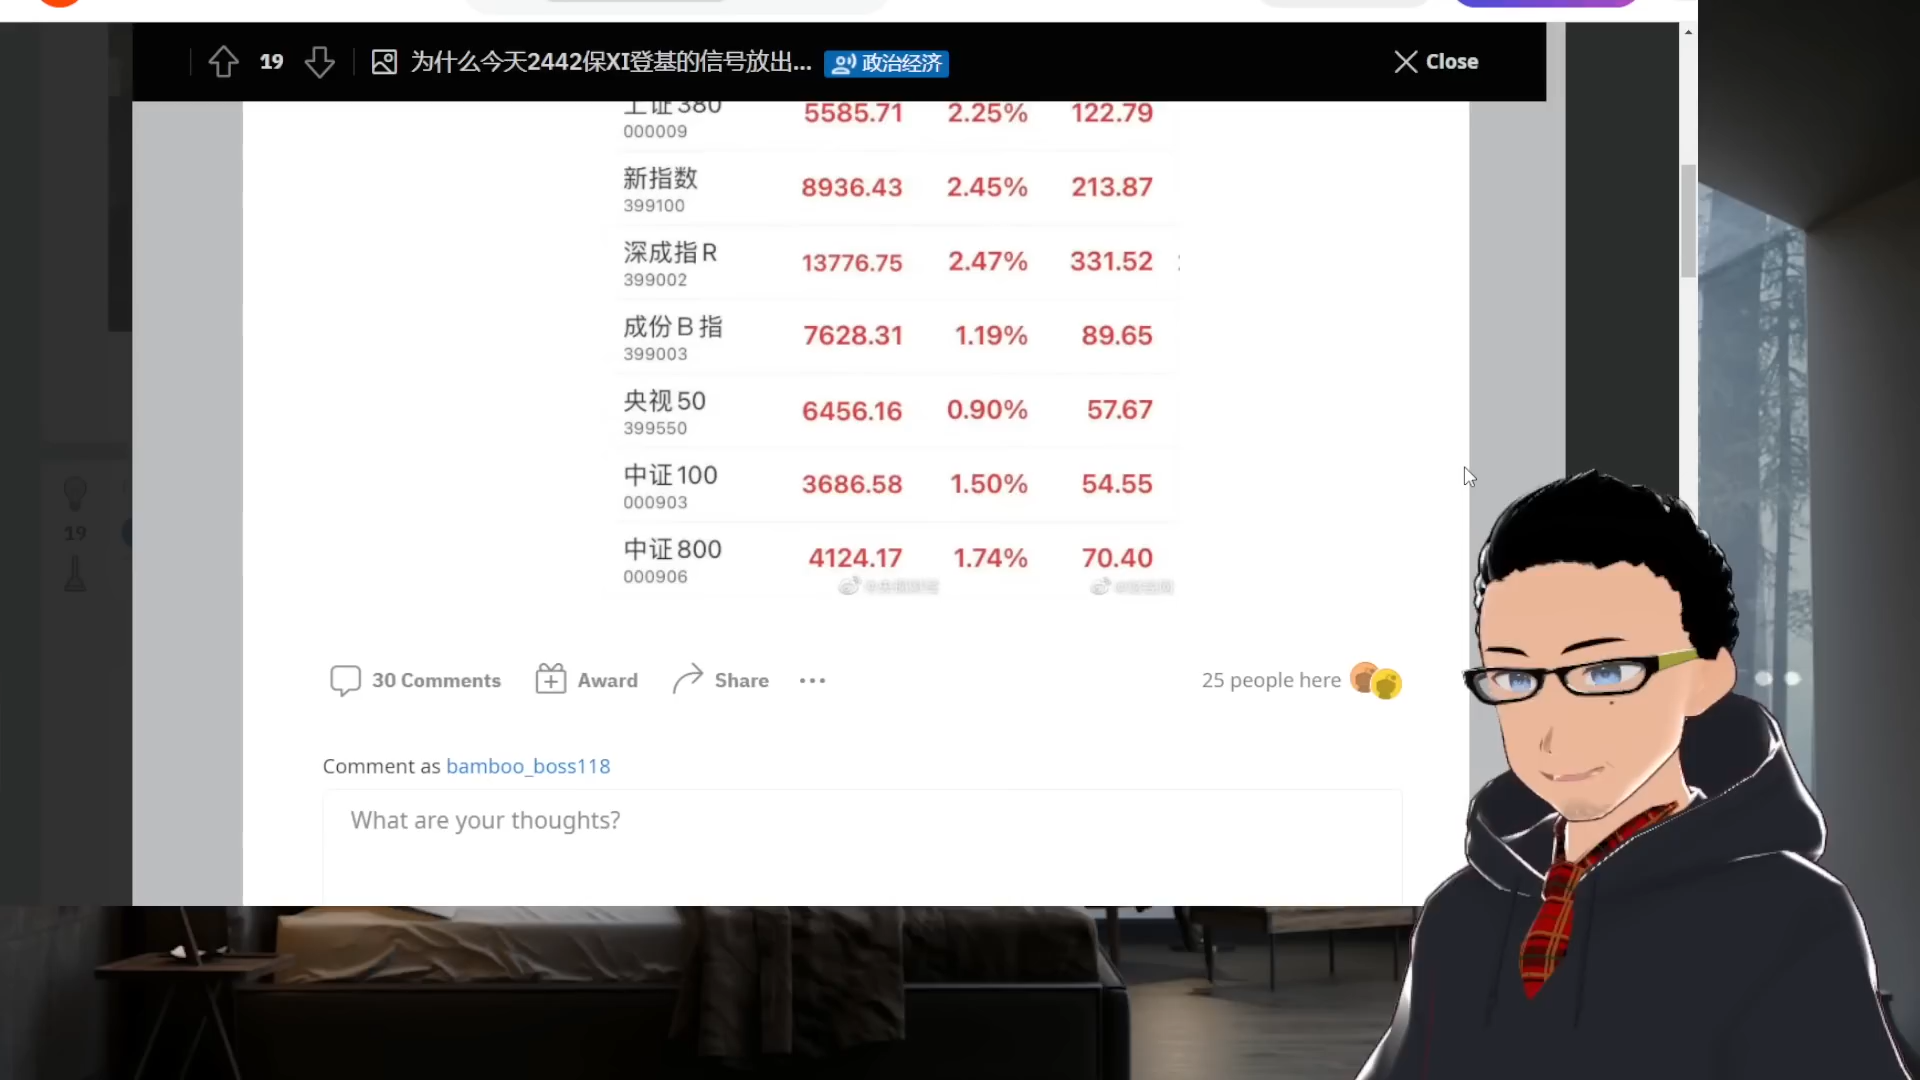 19
为什么今天2442保XI登基的信号放出...
政治经济
Close
上证380 5585.71 2.25% 122.79
000009
新指数 8936.43 2.45% 213.87
399100
深成指R 13776.75 2.47% 331.52
399002
成份B指 7628.31 1.19% 89.65
399003
央视50 6456.16 0.90% 57.67
399550
中证100 3686.58 1.50% 54.55
000903
中证800 4124.17 1.74% 70.40
000906
19
30 Comments
Award
Share
25 people here
Comment as bamboo_boss118
What are your thoughts?